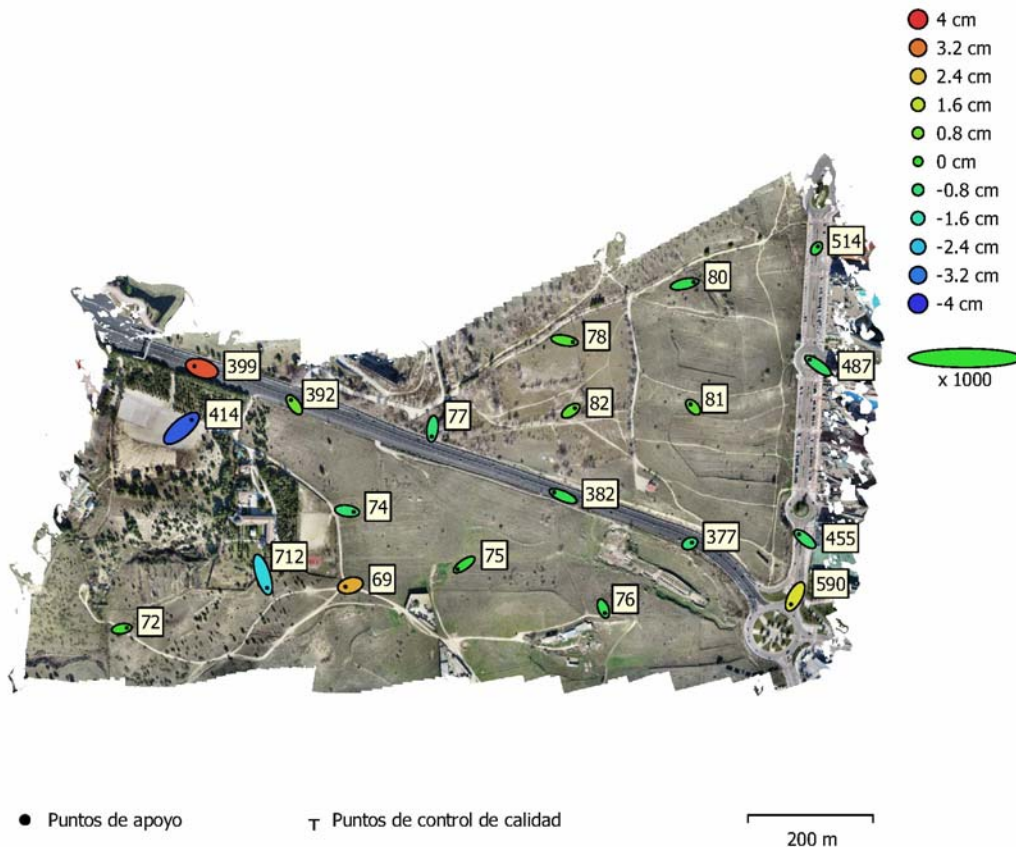 4 cm
3.2 cm
2.4 cm
1.6 cm
0.8 cm
0 cm
-0.8 cm
-1.6 cm
-2.4 cm
-3.2 cm
-4 cm
x 1000
514
80
78
399
487
392
82
81
414
77
382
74
377
455
75
712
69
590
76
72
Puntos de apoyo
Puntos de control de calidad
200 m